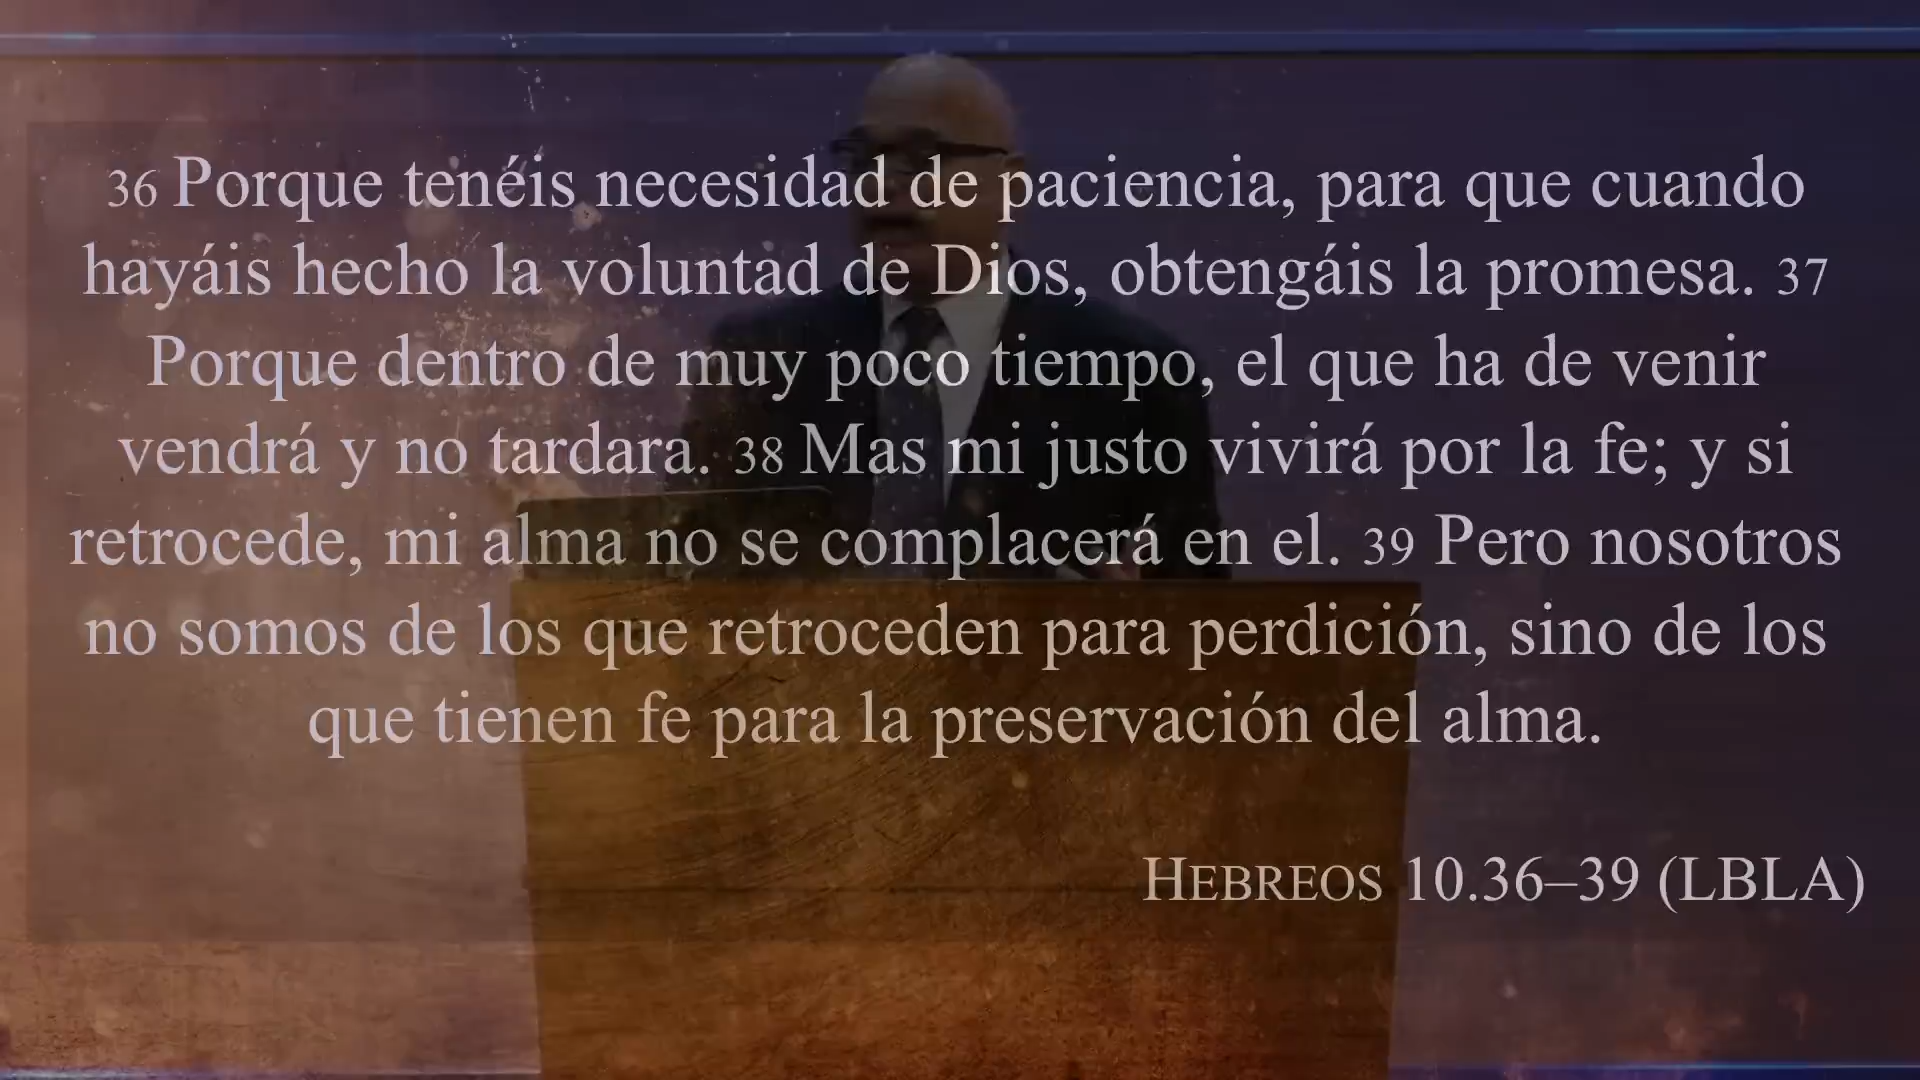 36 Porque tenéis necesidad de paciencia, para que cuando
hayáis hecho la voluntad de Dios, obtengáis la promesa. 37
Porque dentro de muy poco tiempo, el que ha de venir
vendrá y no tardara. 38 Mas mi justo vivirá por la fe; y si
retrocede, mi alma no se complacerá en el. 39 Pero nosotros
no somos de los que retroceden para perdición, sino de los
que tienen fe para la preservación del alma.
HEBREOS 10.36–39 (LBLA)